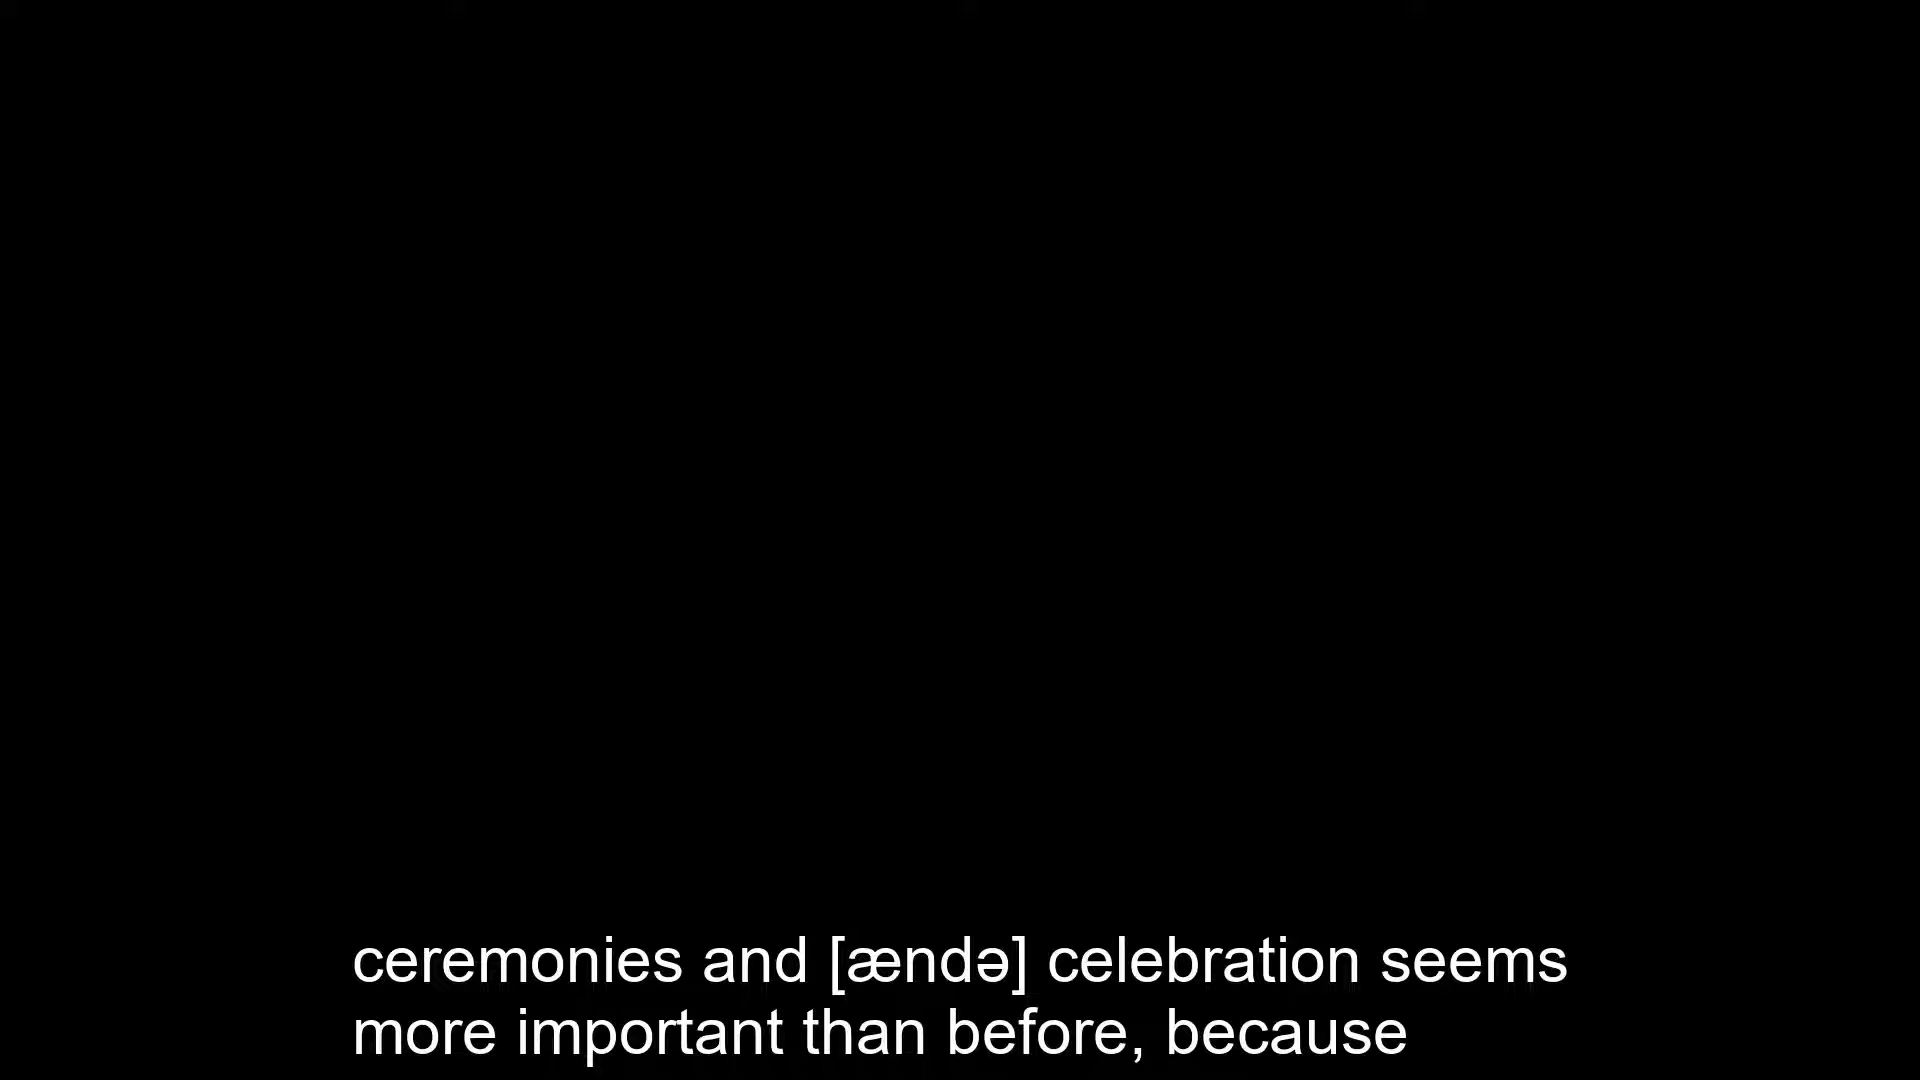 ceremonies and [ændə] celebration seems
more important than before, because